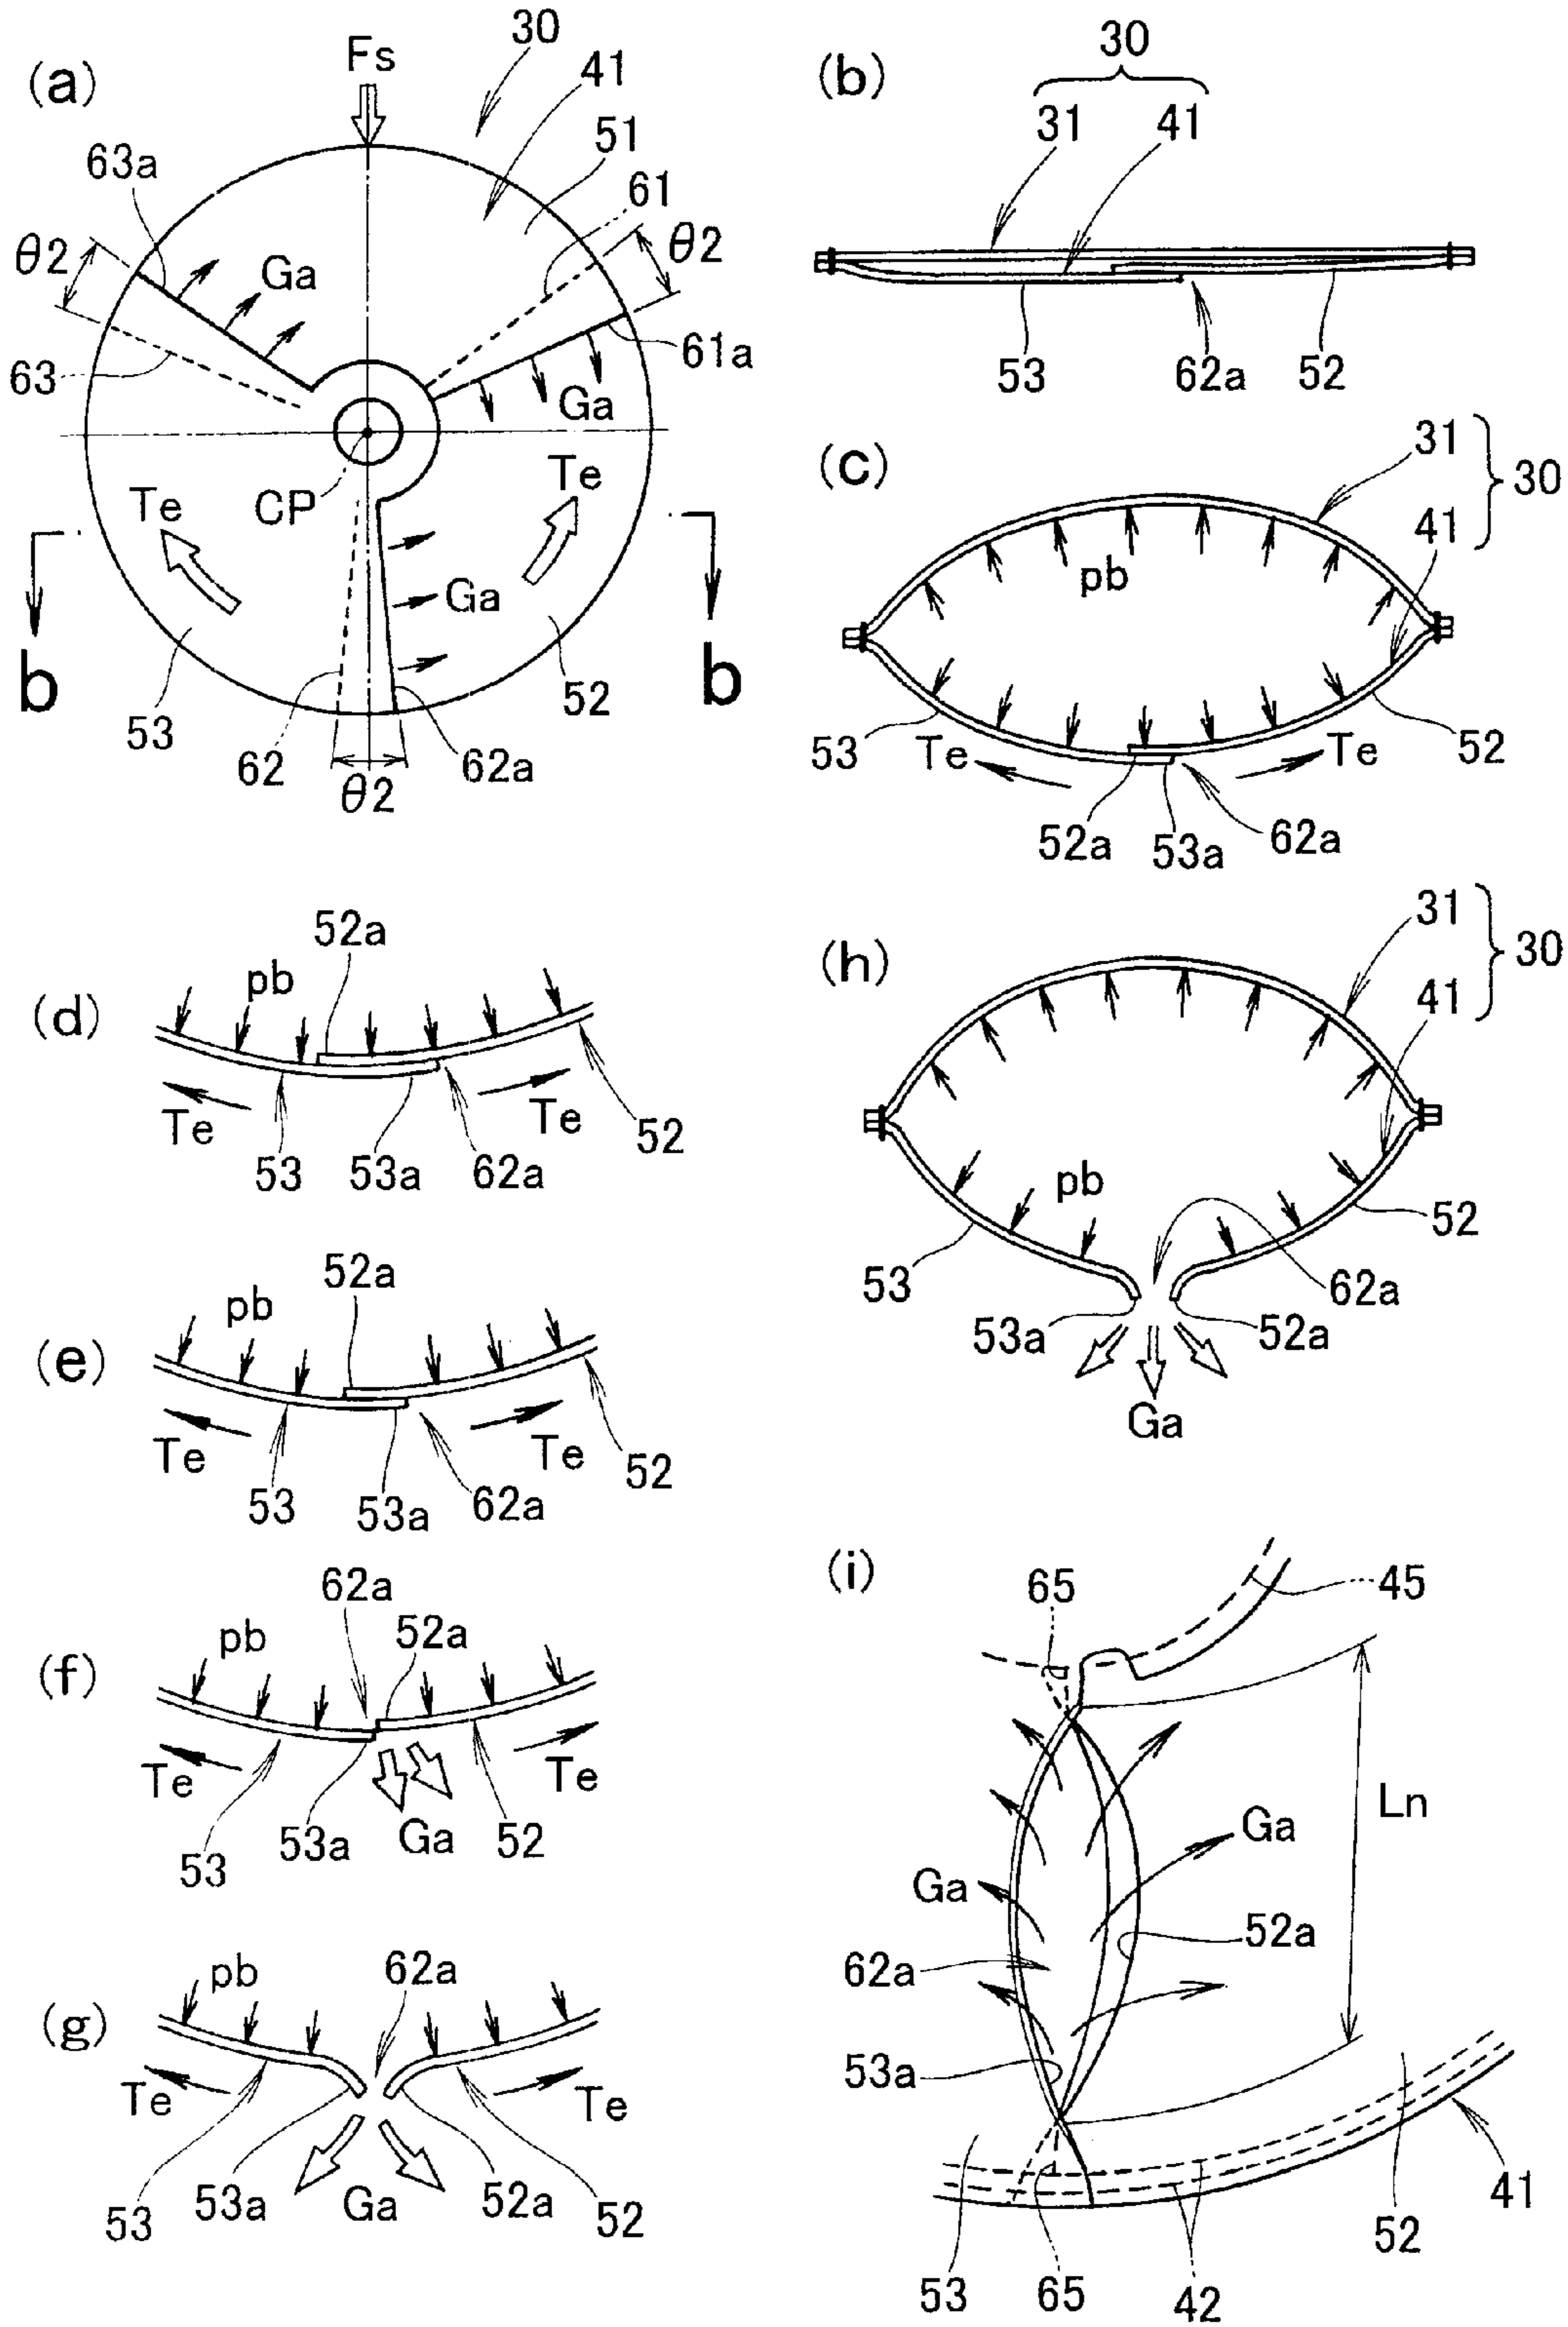 (a)
Fs
30
41
51
63a
61
θ2
θ2
Ga
63
61a
Ga
CP
Te
Te
Ga
b
b
53
62
62a
52
θ2
(b)
30
31
41
53
62a
52
(c)
31
30
41
pb
53
Te
Te
52
52a
53a
62a
(d)
52a
pb
Te
Te
53
53a
62a
52
(e)
52a
pb
Te
Te
53
53a
62a
52
(f)
62a
52a
pb
Te
Te
53
53a
Ga
52
(g)
pb
62a
Te
Te
53
53a
Ga
52a
52
(h)
31
30
41
pb
53
52
53a
52a
62a
Ga
(i)
65
45
Ln
Ga
Ga
52a
62a
53a
53
65
42
52
41